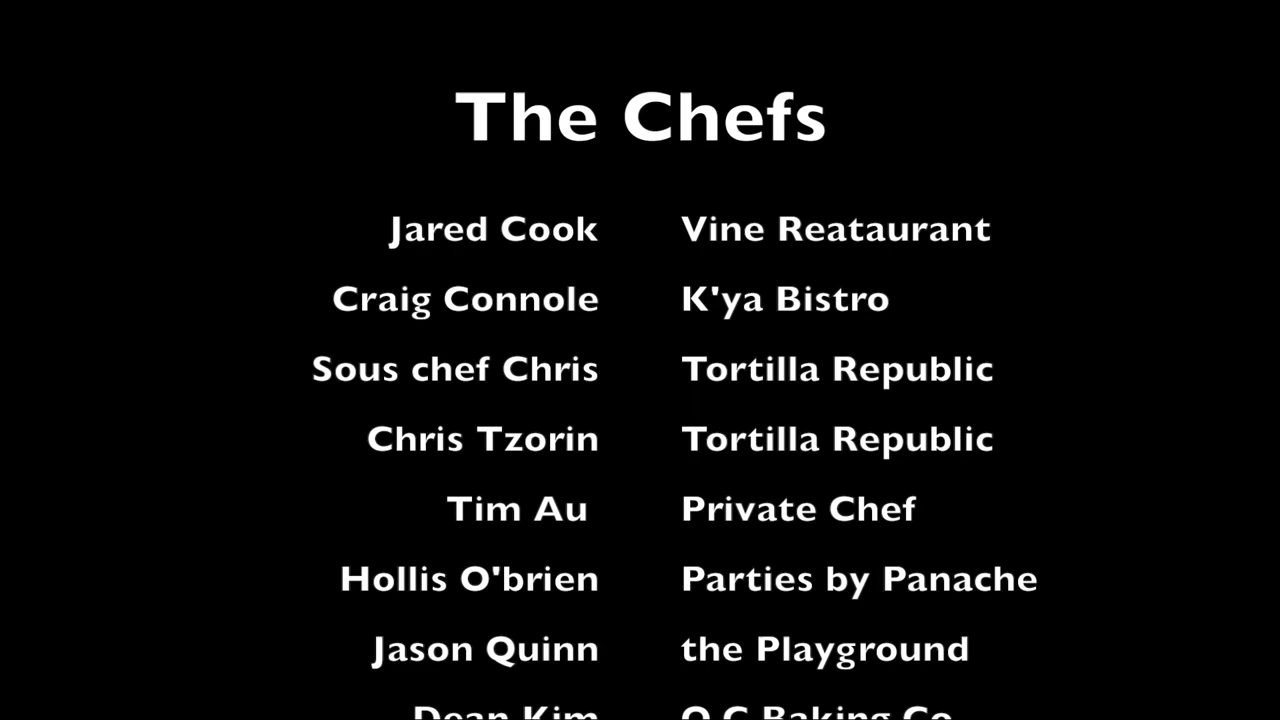 The Chefs
Jared Cook Vine Reataurant
Craig Connole K'ya Bistro
Sous chef Chris Tortilla Republic
Chris Tzorin Tortilla Republic
Tim Au Private Chef
Hollis O'brien Parties by Panache
Jason Quinn the Playground
Dean Kim O C Baking Co